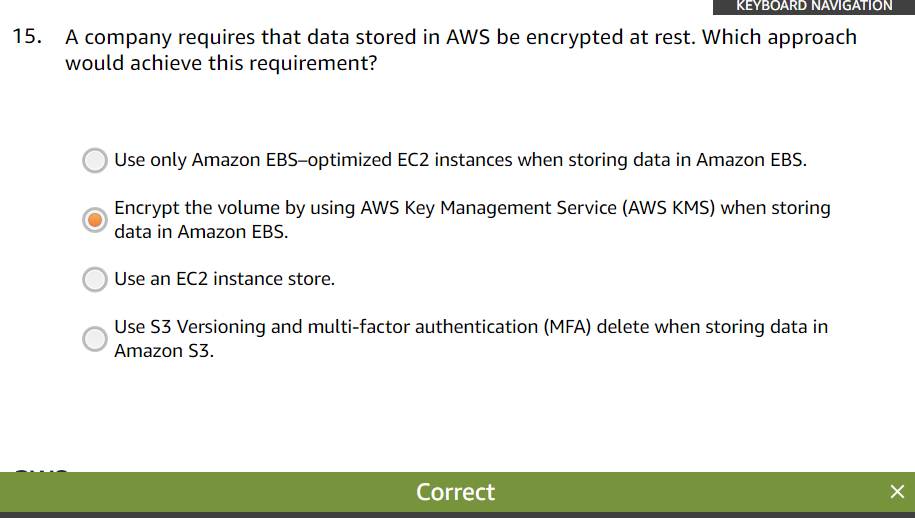 KEYBOARD NAVIGATION
15. A company requires that data stored in AWS be encrypted at rest. Which approach
would achieve this requirement?
Use only Amazon EBS–optimized EC2 instances when storing data in Amazon EBS.
Encrypt the volume by using AWS Key Management Service (AWS KMS) when storing
data in Amazon EBS.
Use an EC2 instance store.
Use S3 Versioning and multi-factor authentication (MFA) delete when storing data in
Amazon S3.
Correct